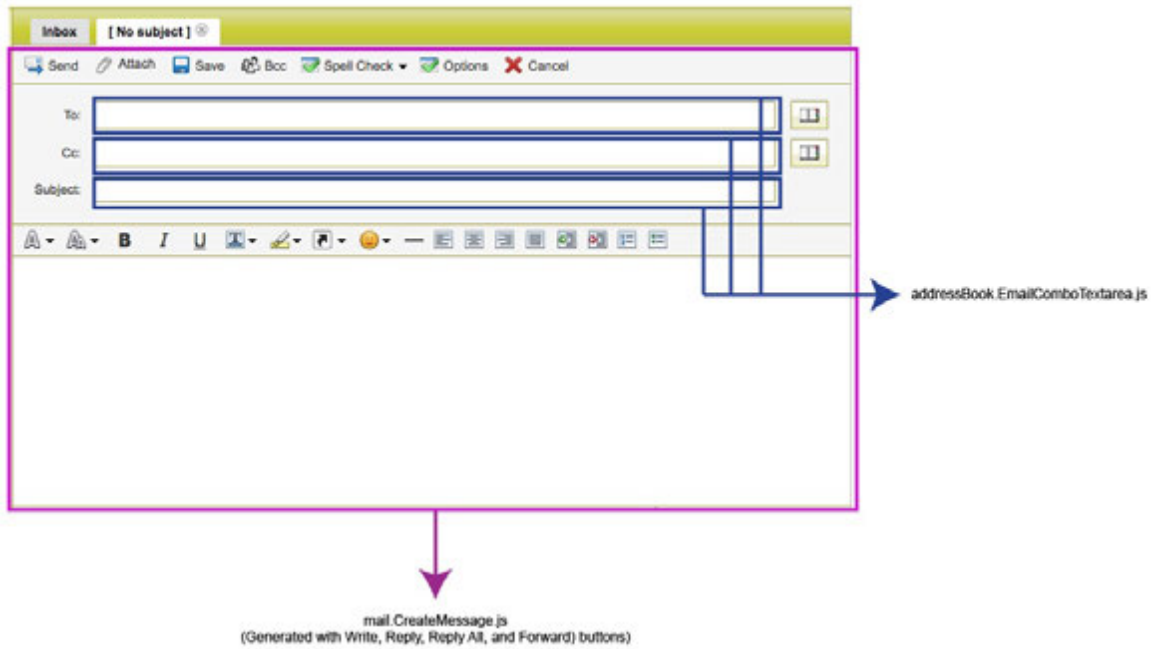 Inbox [ No subject ]
Send Attach Save Bcc Spell Check Options Cancel
To:
Cc:
Subject:
B I U
addressBook.EmailComboTextarea.js
mail.CreateMessage.js
(Generated with Write, Reply, Reply All, and Forward) buttons)